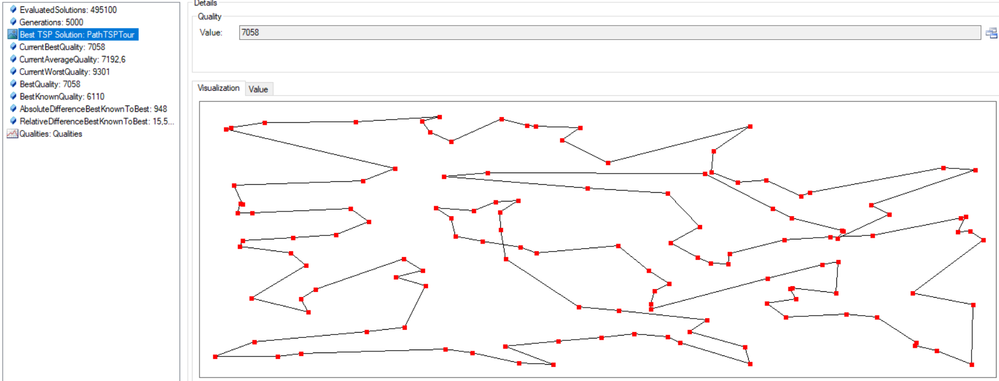 EvaluatedSolutions: 495100
Generations: 5000
Best TSP Solution: PathTSPTour
CurrentBestQuality: 7058
CurrentAverageQuality: 7192,6
CurrentWorstQuality: 9301
BestQuality: 7058
BestKnownQuality: 6110
AbsoluteDifferenceBestKnownToBest: 948
RelativeDifferenceBestKnownToBest: 15,5...
Qualities: Qualities
Details
Quality
Value: 7058
Visualization Value